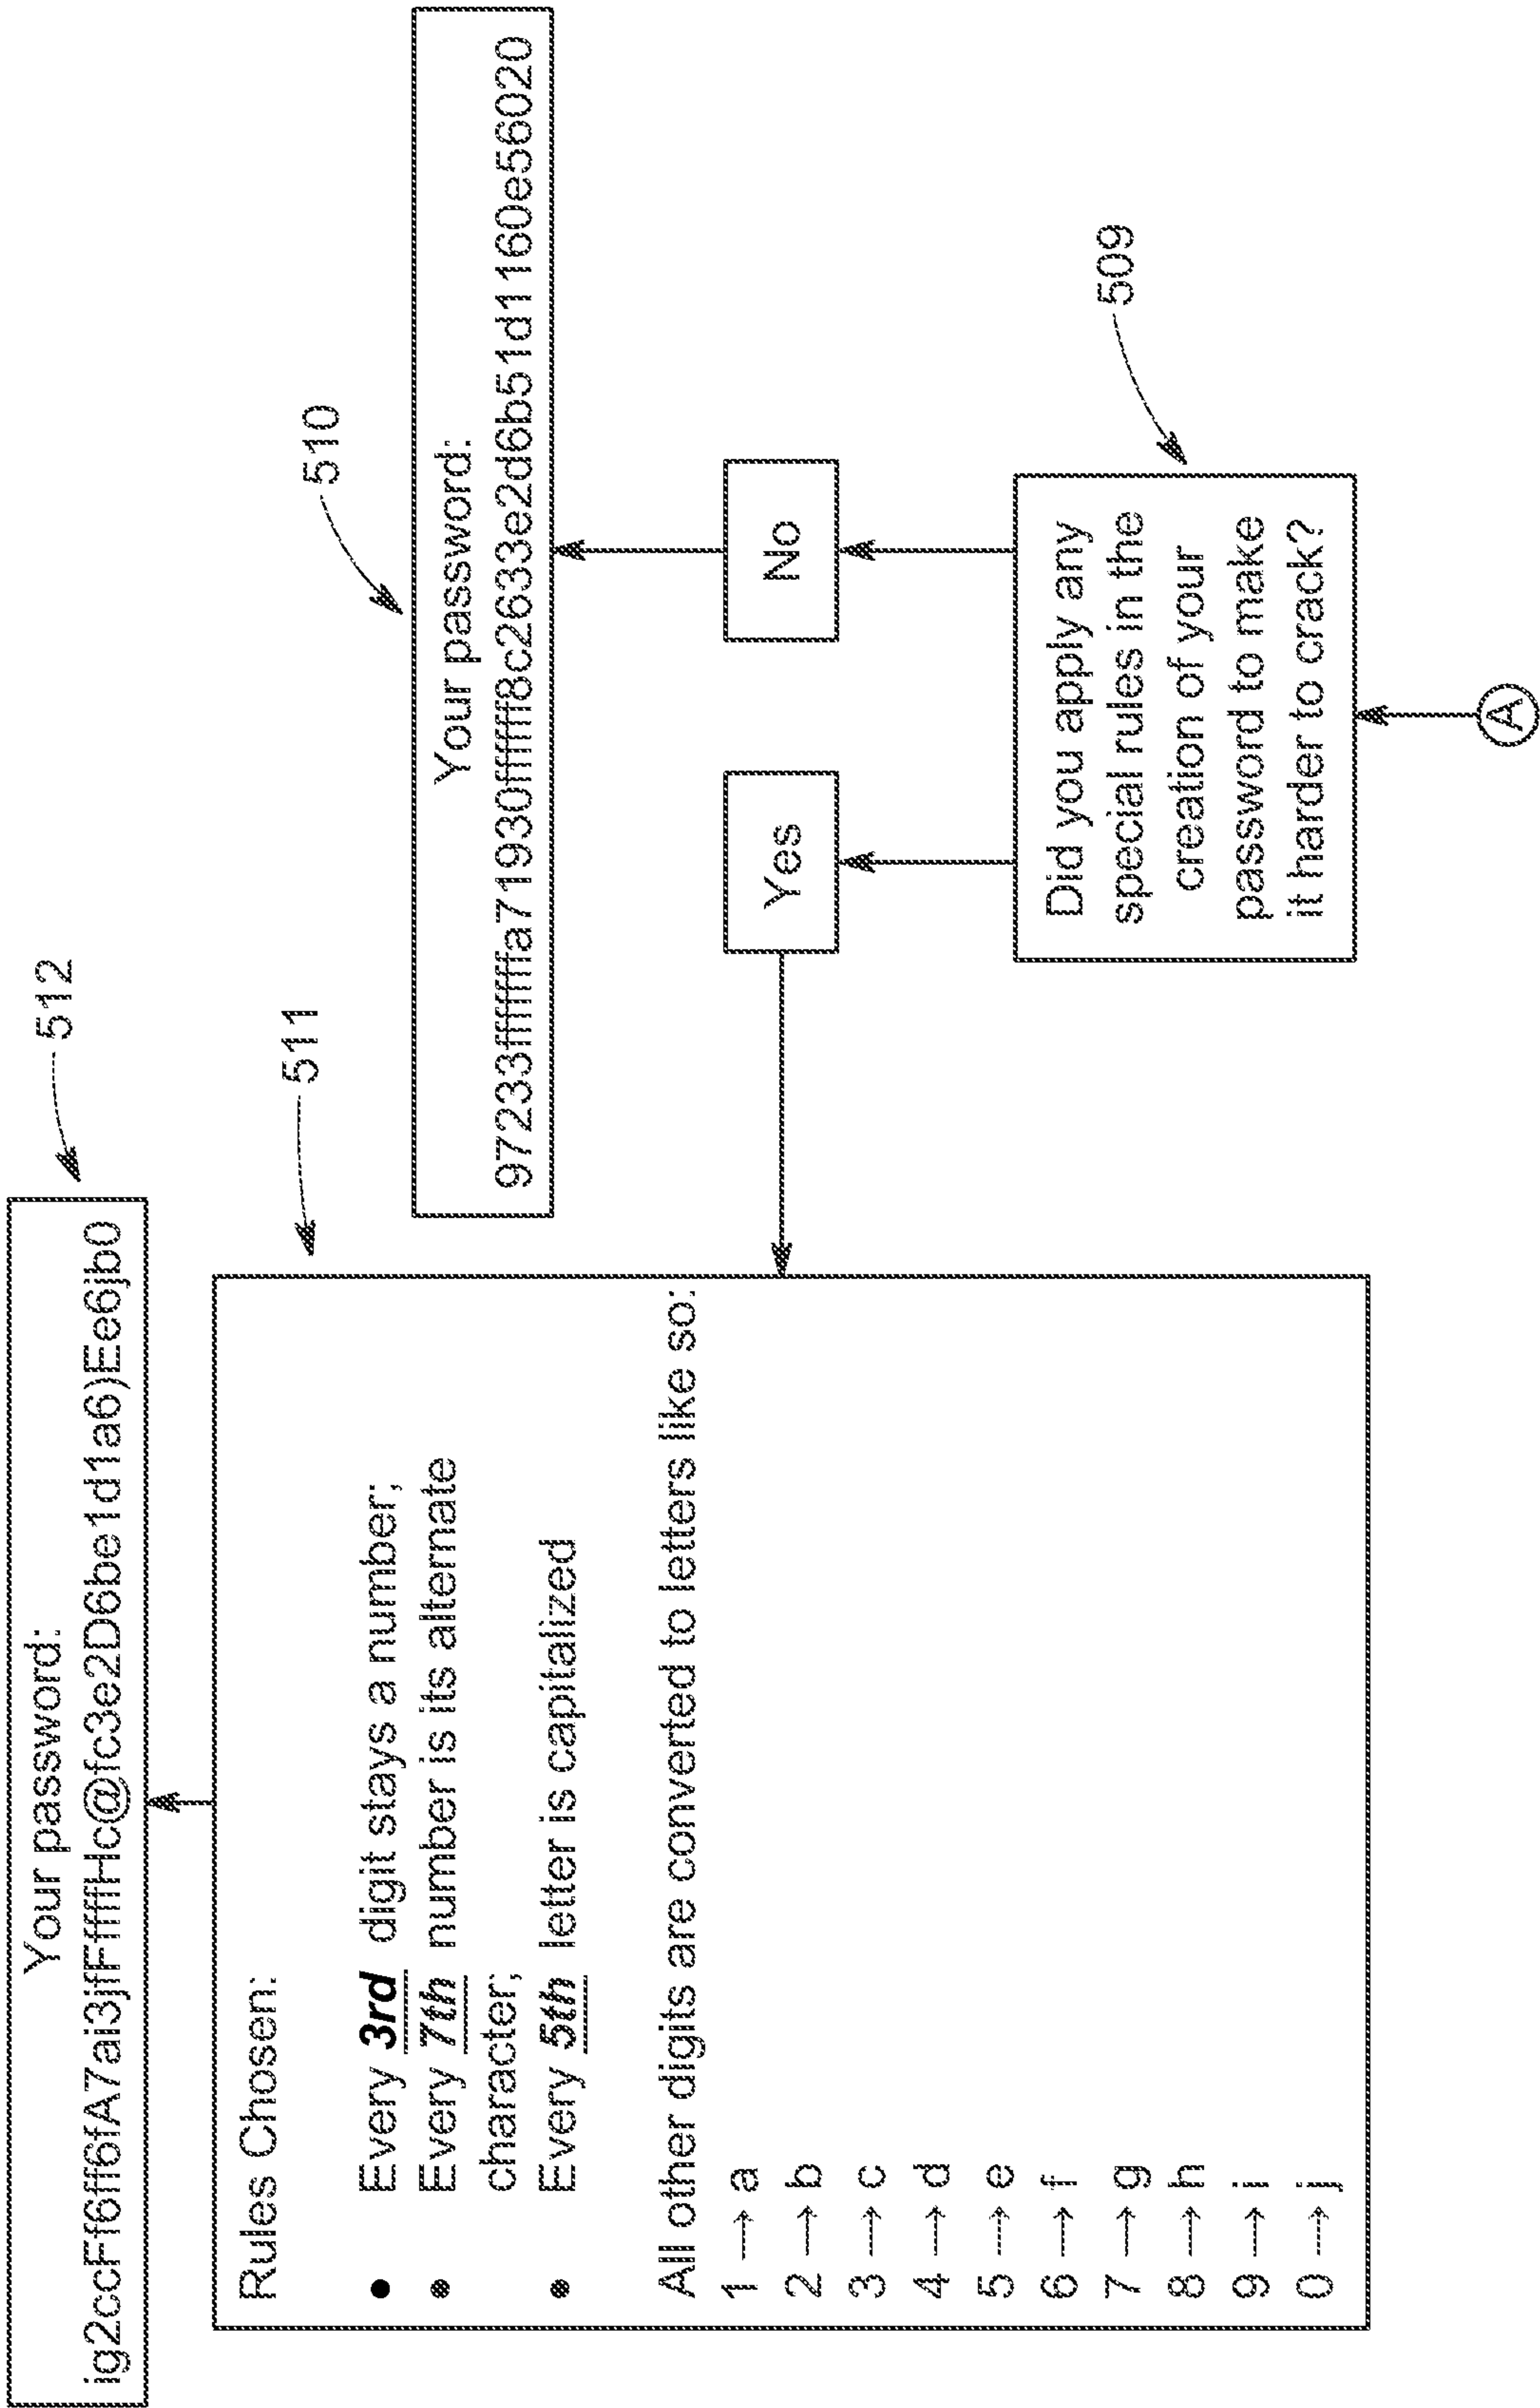 Your password:
ig2ccFf6ff6fA7ai3jfFffffHc@fc3e2D6be1d1a6)Ee6jb0
512
Rules Chosen:
• Every 3rd digit stays a number;
• Every 7th number is its alternate
character;
• Every 5th letter is capitalized
All other digits are converted to letters like so:
1 → a
2 → b
3 → c
4 → d
5 → e
6 → f
7 → g
8 → h
9 → i
0 → j
511
510
Your password:
97233ffffffa71930ffffff8c2633e2d6b51d1160e56020
Yes
No
509
Did you apply any
special rules in the
creation of your
password to make
it harder to crack?
A